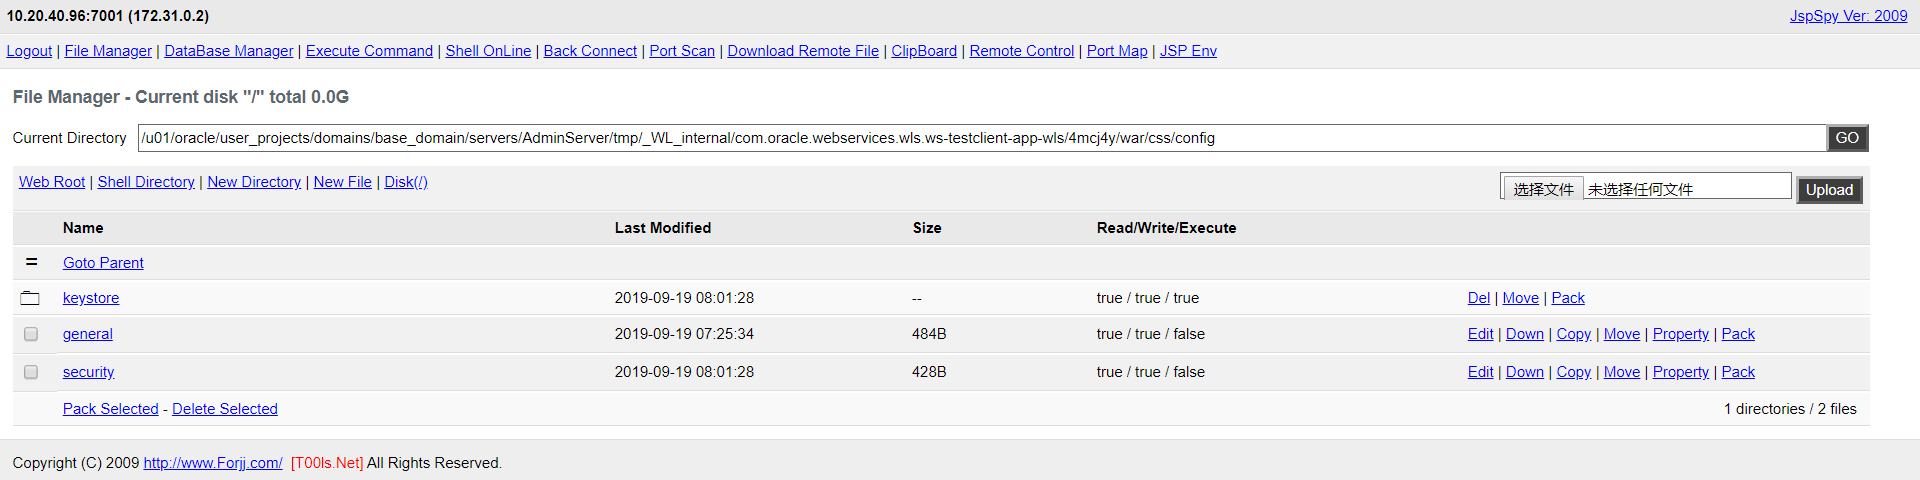 10.20.40.96:7001 (172.31.0.2) JspSpy Ver: 2009
Logout | File Manager | DataBase Manager | Execute Command | Shell OnLine | Back Connect | Port Scan | Download Remote File | ClipBoard | Remote Control | Port Map | JSP Env
File Manager - Current disk "/" total 0.0G
Current Directory /u01/oracle/user_projects/domains/base_domain/servers/AdminServer/tmp/_WL_internal/com.oracle.webservices.wls.ws-testclient-app-wls/4mcj4y/war/css/config GO
Web Root | Shell Directory | New Directory | New File | Disk(/) 选择文件 未选择任何文件 Upload
Name Last Modified Size Read/Write/Execute
= Goto Parent
keystore 2019-09-19 08:01:28 -- true / true / true Del | Move | Pack
general 2019-09-19 07:25:34 484B true / true / false Edit | Down | Copy | Move | Property | Pack
security 2019-09-19 08:01:28 428B true / true / false Edit | Down | Copy | Move | Property | Pack
Pack Selected - Delete Selected 1 directories / 2 files
Copyright (C) 2009 http://www.Forjj.com/ [T00ls.Net] All Rights Reserved.